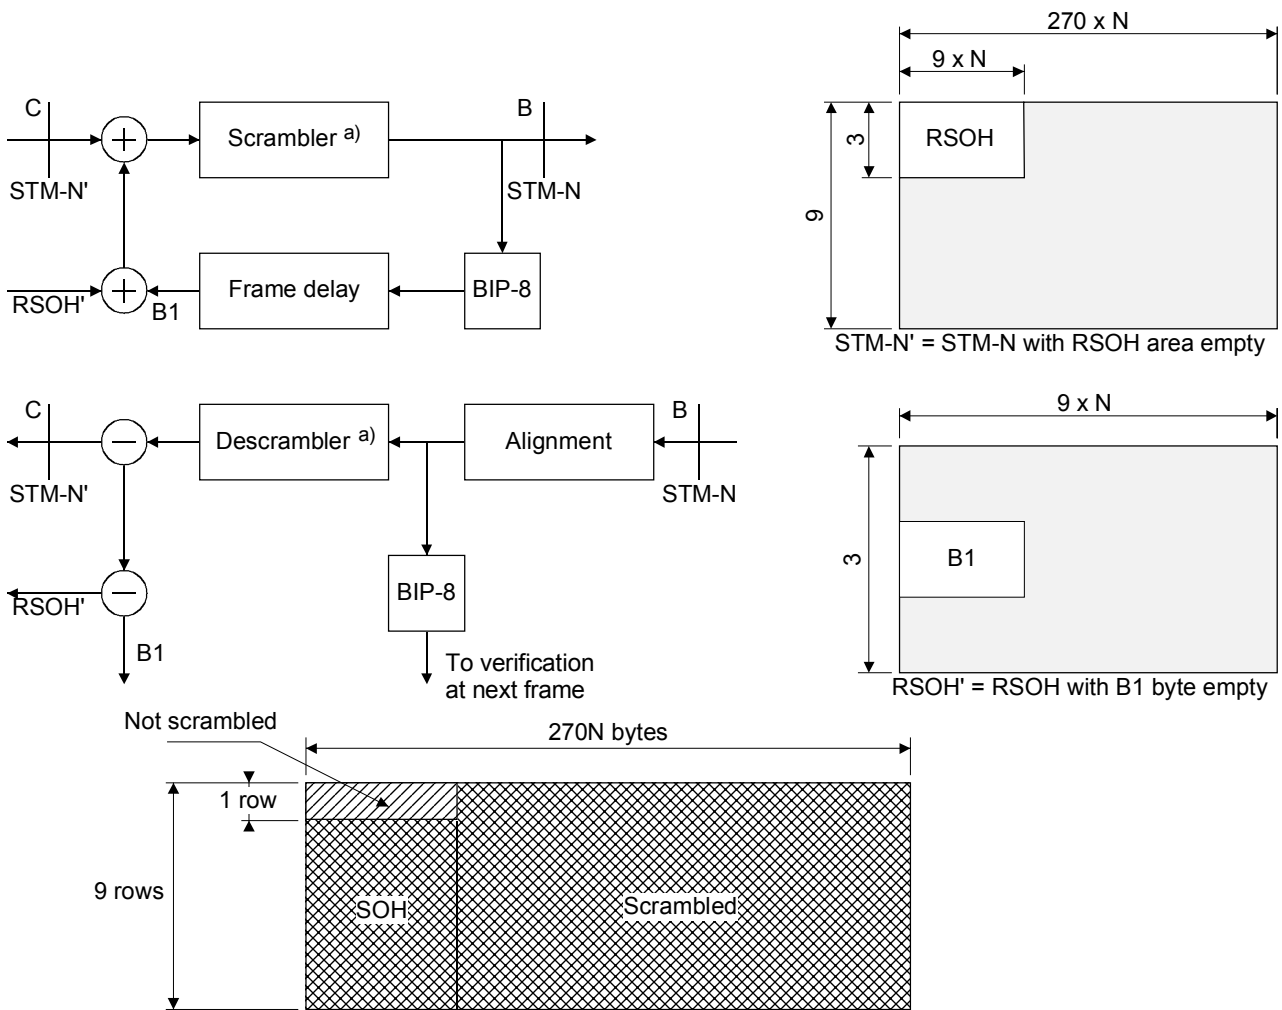 C
B
Scrambler a)
STM-N'
STM-N
Frame delay
BIP-8
RSOH'
B1
270 x N
9 x N
3
RSOH
9
STM-N' = STM-N with RSOH area empty
C
B
Descrambler a)
Alignment
STM-N'
STM-N
BIP-8
RSOH'
B1
To verification
at next frame
9 x N
3
B1
RSOH' = RSOH with B1 byte empty
Not scrambled
270N bytes
1 row
9 rows
SOH
Scrambled